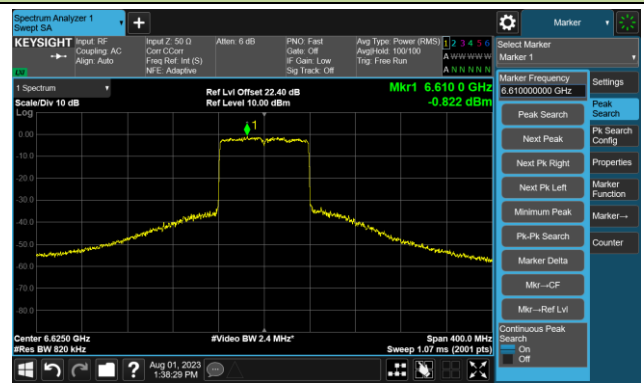 Spectrum Analyzer 1
Swept SA
+
Marker
KEYSIGHT
Input: RF
Coupling: AC
Align: Auto
Input Z: 50 Ω
Corr CCorr
Freq Ref: Int (S)
NFE: Adaptive
Atten: 6 dB
PNO: Fast
Gate: Off
IF Gain: Low
Sig Track: Off
Avg Type: Power (RMS)
Avg|Hold: 100/100
Trig: Free Run
1 2 3 4 5 6
A W W W W W
A N N N N N
LXI
Select Marker
Marker 1
1 Spectrum
Scale/Div 10 dB
Log
Ref Lvl Offset 22.40 dB
Ref Level 10.00 dBm
Mkr1 6.610 0 GHz
-0.822 dBm
1
0.00
-10.0
-20.0
-30.0
-40.0
-50.0
-60.0
-70.0
-80.0
Center 6.6250 GHz
#Res BW 820 kHz
#Video BW 2.4 MHz*
Span 400.0 MHz
Sweep 1.07 ms (2001 pts)
Marker Frequency
6.610000000 GHz
Peak Search
Next Peak
Next Pk Right
Next Pk Left
Minimum Peak
Pk-Pk Search
Marker Delta
Mkr→CF
Mkr→Ref Lvl
Continuous Peak
Search
On
Off
Settings
Peak
Search
Pk Search
Config
Properties
Marker
Function
Marker→
Counter
?
Aug 01, 2023
1:38:29 PM